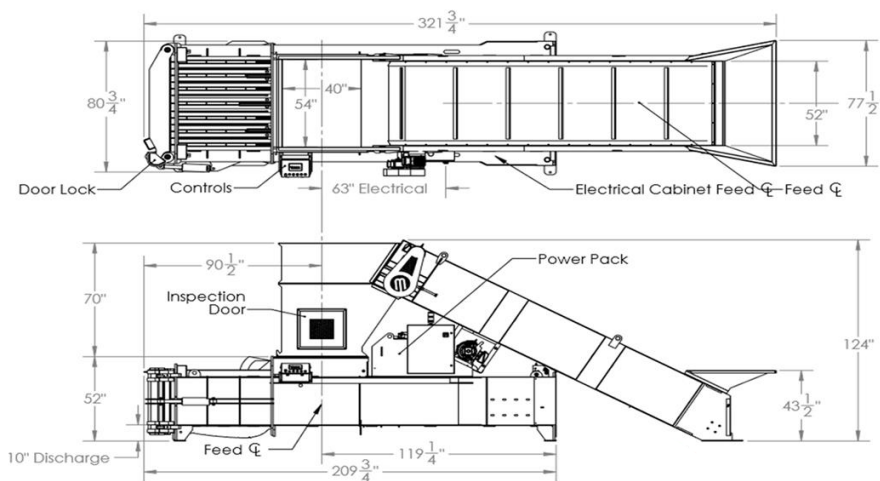 321 3/4"
80 3/4"
40"
54"
52"
77 1/2
Door Lock
Controls
63" Electrical
Electrical Cabinet Feed ℄
Feed ℄
90 1/2"
Power Pack
70"
Inspection
Door
124"
52"
43 1/2"
Feed ℄
119 1/4"
10" Discharge
209 3/4"